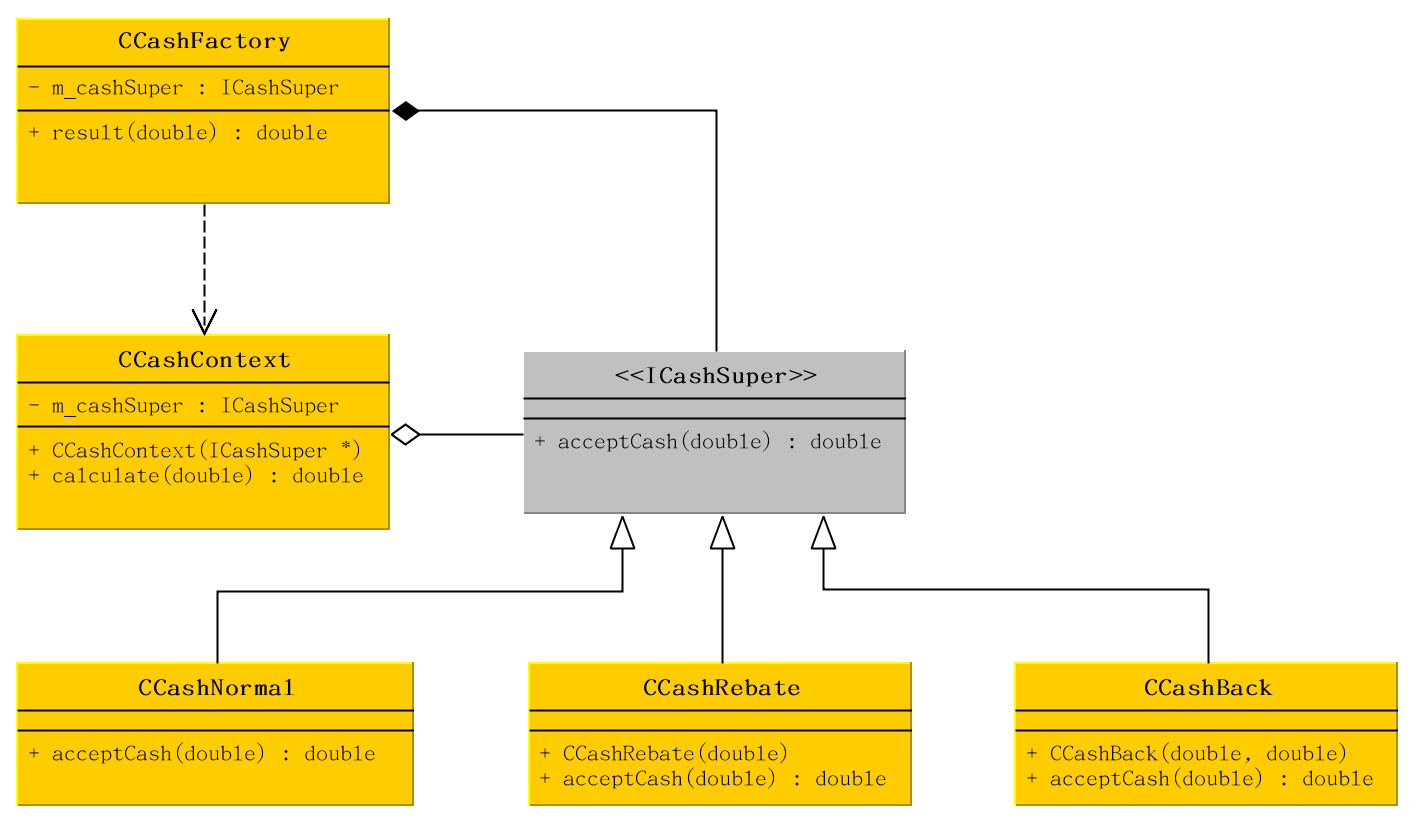 CCashFactory
- m_cashSuper : ICashSuper
+ result(double) : double
CCashContext
- m_cashSuper : ICashSuper
+ CCashContext(ICashSuper *)
+ calculate(double) : double
<<ICashSuper>>
+ acceptCash(double) : double
CCashNormal
+ acceptCash(double) : double
CCashRebate
+ CCashRebate(double)
+ acceptCash(double) : double
CCashBack
+ CCashBack(double, double)
+ acceptCash(double) : double